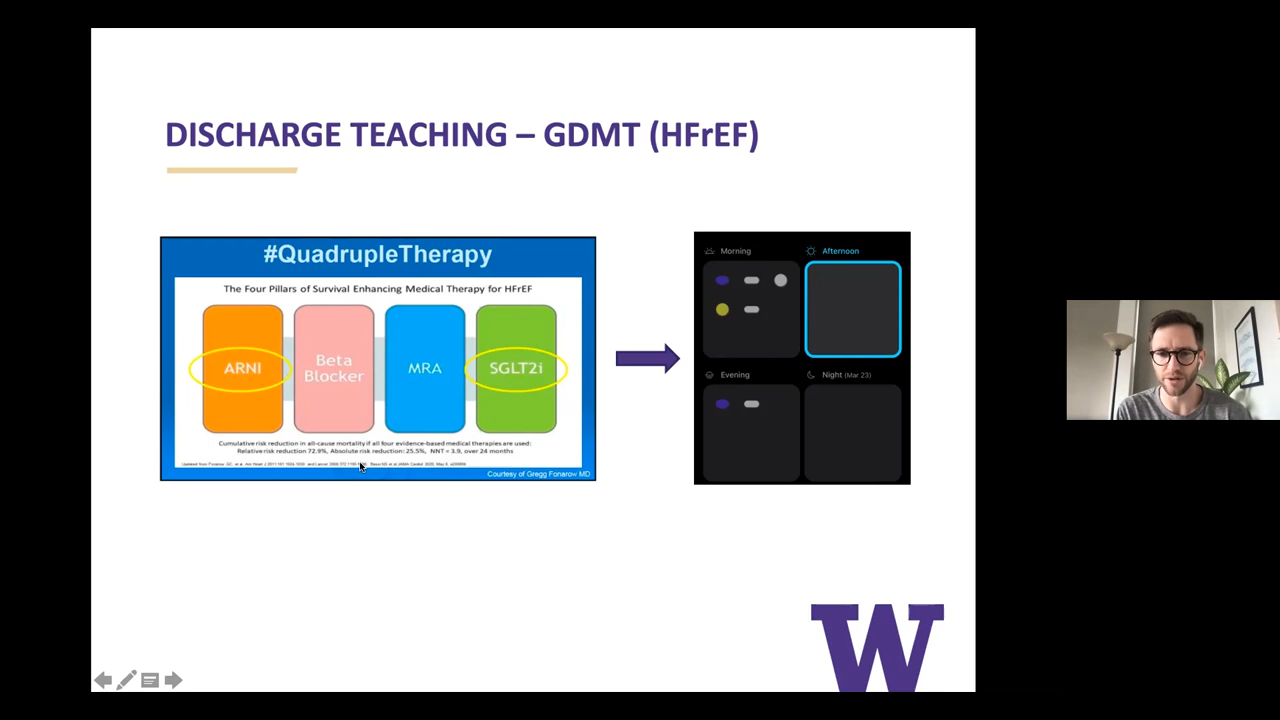 DISCHARGE TEACHING – GDMT (HFrEF)
#QuadrupleTherapy
The Four Pillars of Survival Enhancing Medical Therapy for HFrEF
ARNI
Beta
Blocker
MRA
SGLT2i
Cumulative risk reduction in all-cause mortality if all four evidence-based medical therapies are used:
Relative risk reduction 72.9%, Absolute risk reduction: 25.5%, NNT = 3.9, over 24 months
Courtesy of Gregg Fonarow MD
Morning
Afternoon
Evening
Night (Mar 23)
W